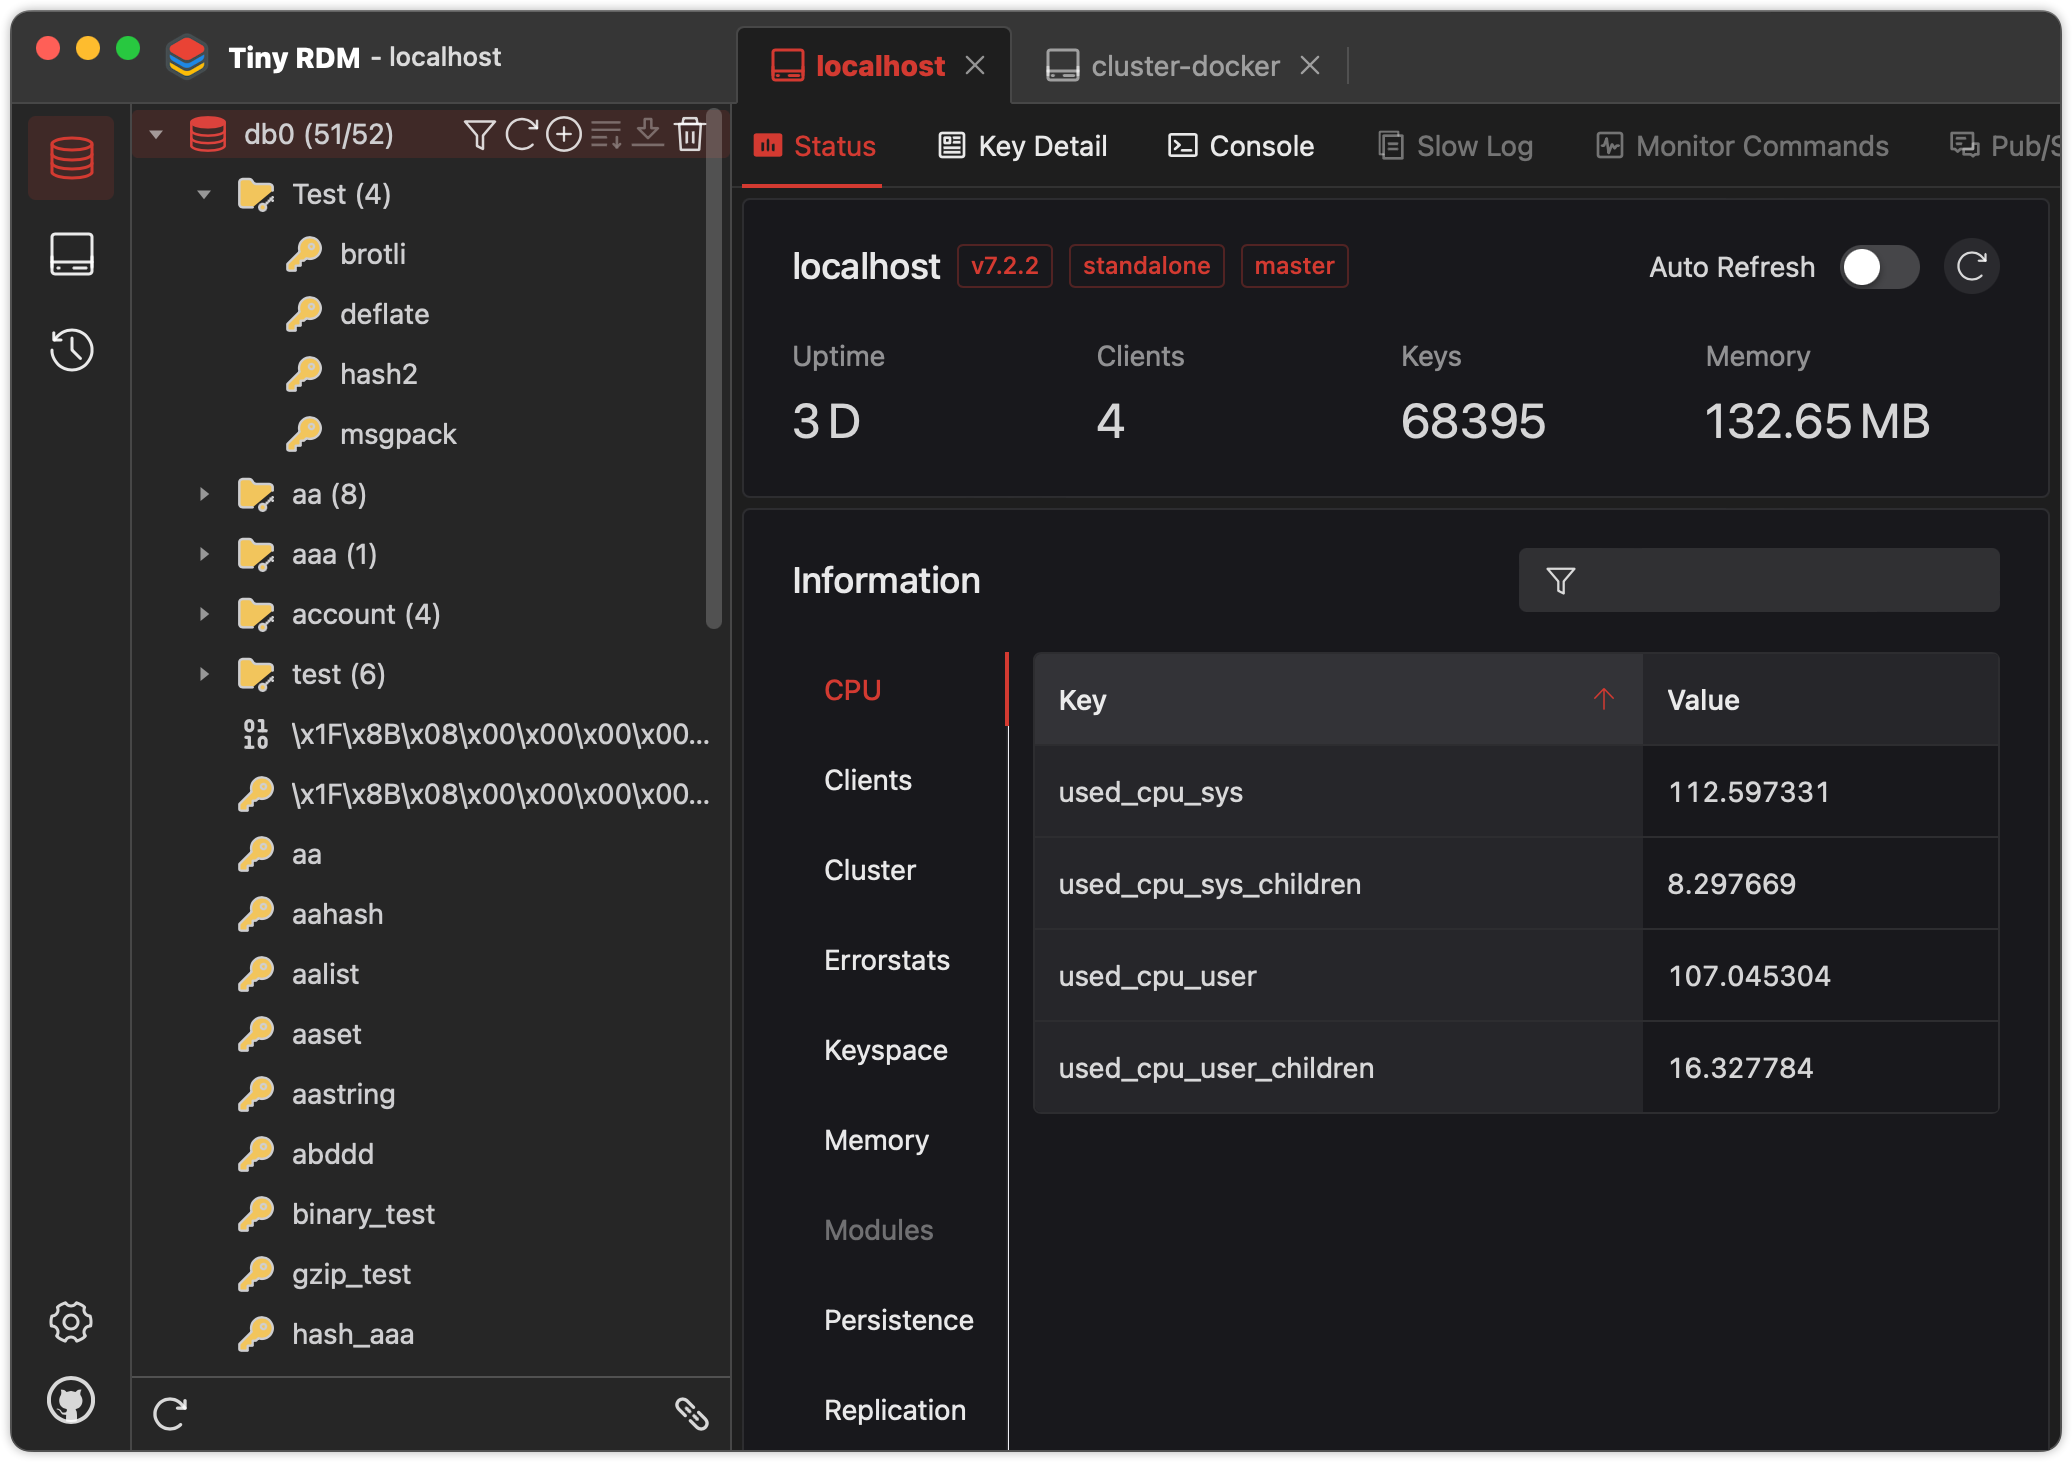 Tiny RDM - localhost
localhost
cluster-docker
db0 (51/52)
Test (4)
brotli
deflate
hash2
msgpack
aa (8)
aaa (1)
account (4)
test (6)
01
10
\x1F\x8B\x08\x00\x00\x00\x00...
\x1F\x8B\x08\x00\x00\x00\x00...
aa
aahash
aalist
aaset
aastring
abddd
binary_test
gzip_test
hash_aaa
Status
Key Detail
Console
Slow Log
Monitor Commands
Pub/S
localhost
v7.2.2
standalone
master
Auto Refresh
Uptime
3 D
Clients
4
Keys
68395
Memory
132.65 MB
Information
CPU
Clients
Cluster
Errorstats
Keyspace
Memory
Modules
Persistence
Replication
Key
Value
used_cpu_sys
112.597331
used_cpu_sys_children
8.297669
used_cpu_user
107.045304
used_cpu_user_children
16.327784